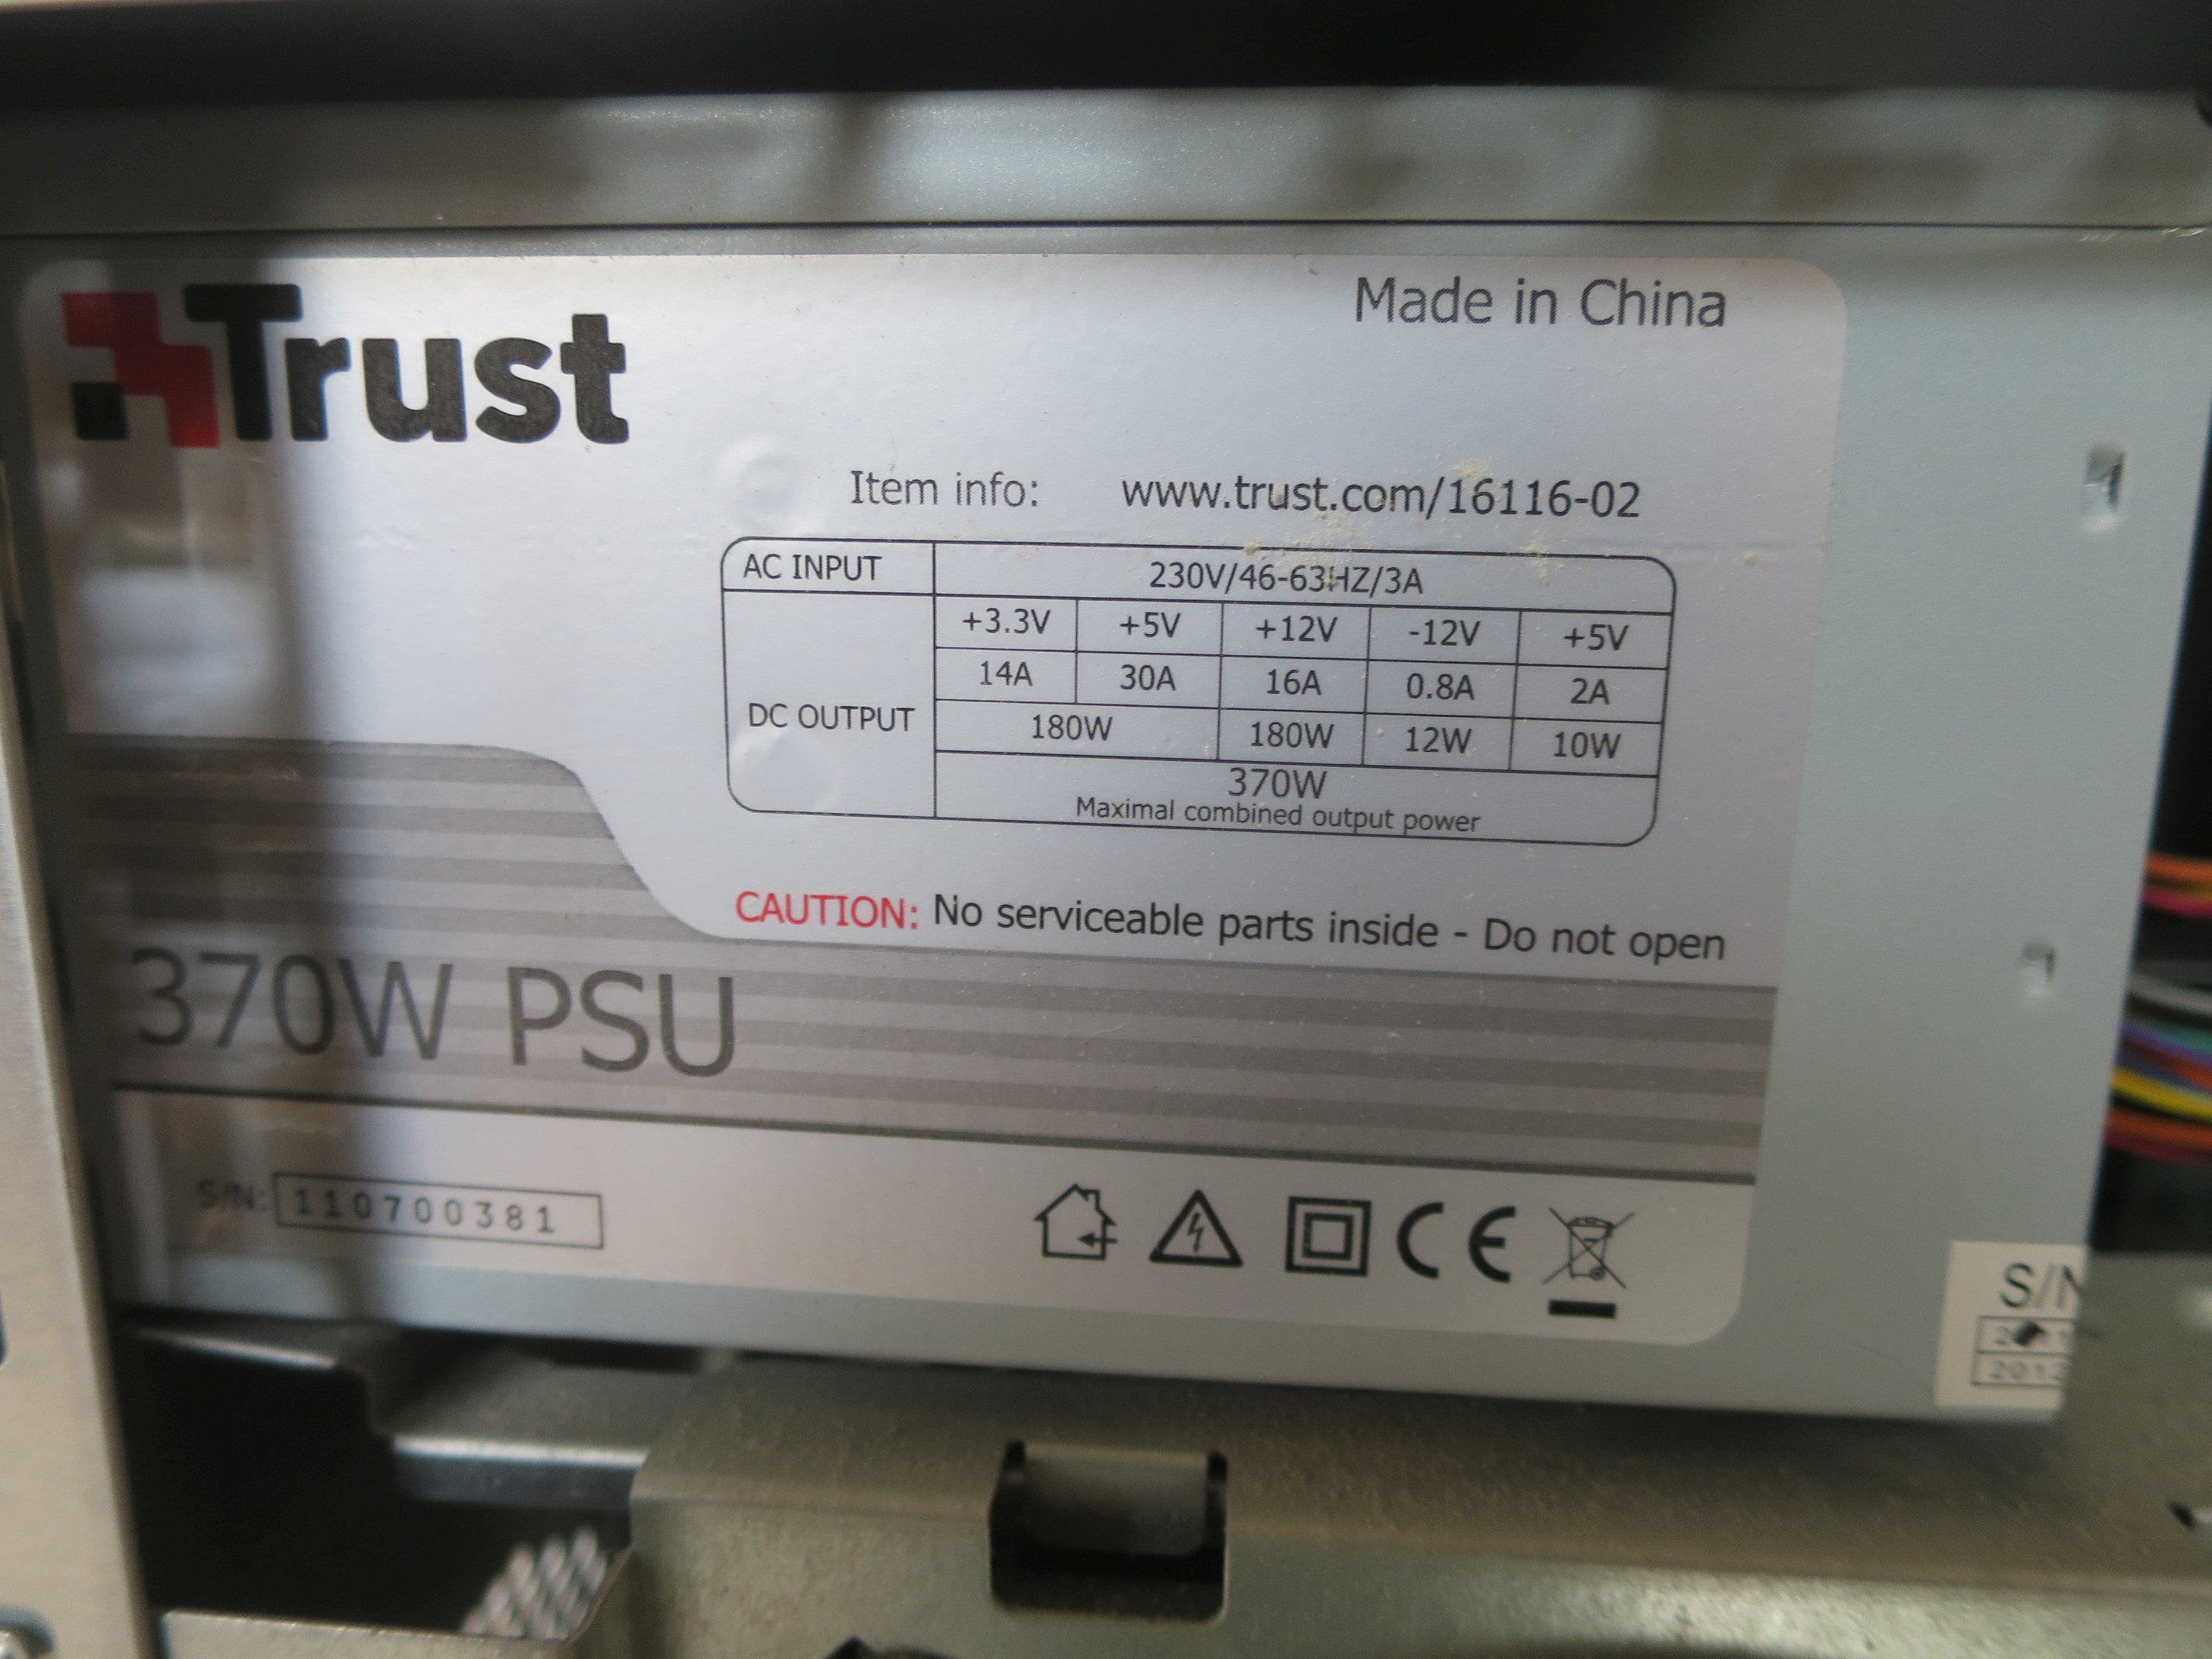 Trust
Made in China
Item info: www.trust.com/16116-02
AC INPUT 230V/46-63HZ/3A
+3.3V +5V +12V -12V +5V
14A 30A 16A 0.8A 2A
DC OUTPUT
180W 180W 12W 10W
370W
Maximal combined output power
CAUTION: No serviceable parts inside - Do not open
370W PSU
S/N: 110700381
CE
S/N